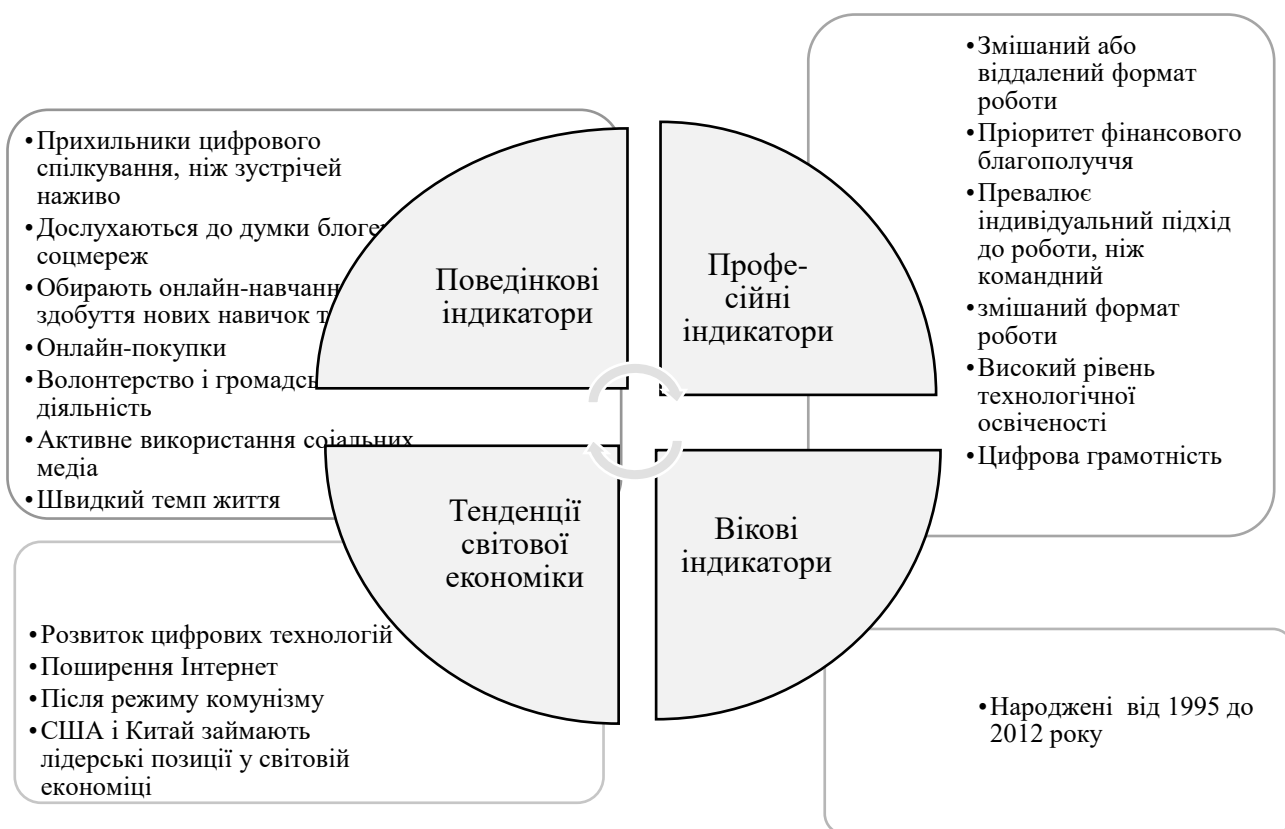 •Прихильники цифрового
спілкування, ніж зустрічей
наживо
•Дослухаються до думки
соцмереж
•Обирають
здобуття нових навичок
•Онлайн-покупки
•Волонтерство і
діяльність
•Активне використання соіальних
медіа
•Швидкий темп життя
Поведінкові
індикатори
•Змішаний або
віддалений формат
роботи
•Пріоритет фінансового
благополуччя
•Превалює
індивідуальний підхід
до роботи, ніж
командний
•змішаний формат
роботи
•Високий рівень
технологічної
освіченості
•Цифрова грамотність
Профе-
сійні
індикатори
Тенденції
світової
економіки
•Розвиток цифрових технологій
•Поширення Інтернет
•Після режиму комунізму
•США і Китай займають
лідерські позиції у світовій
економіці
Вікові
індикатори
•Народжені від 1995 до
2012 року